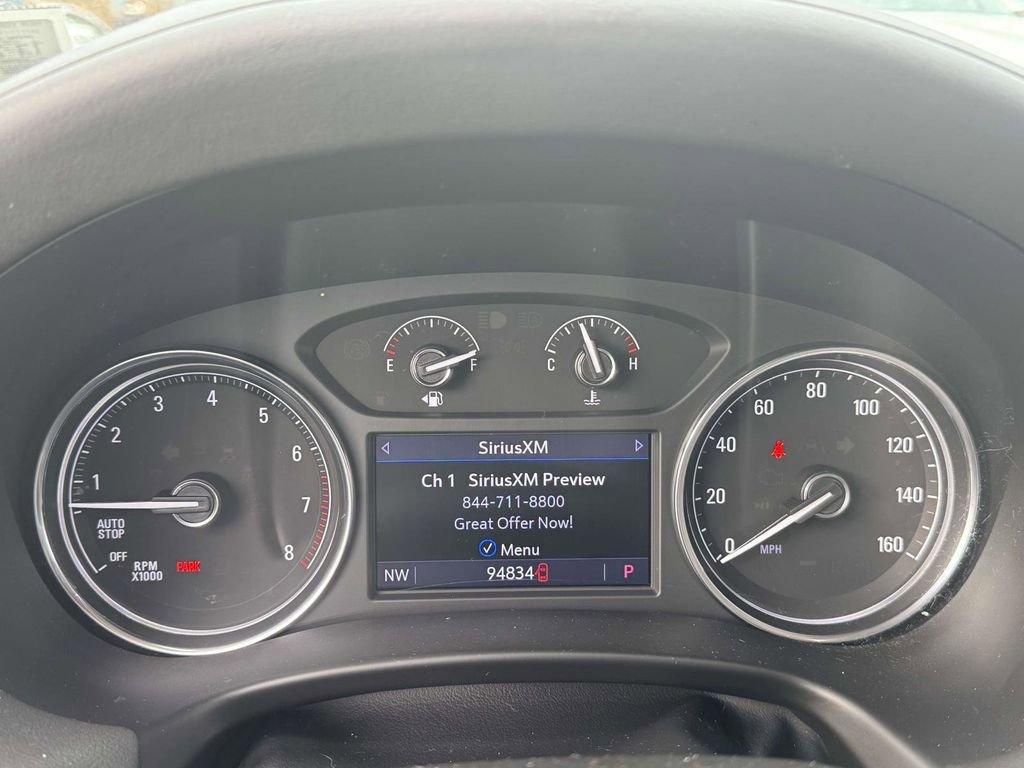 E F
C H
1 2 3 4 5 6 7 8
AUTO
STOP
OFF
RPM
X1000
PARK
SiriusXM
Ch 1 SiriusXM Preview
844-711-8800
Great Offer Now!
Menu
NW 94834 P
0 20 40 60 80 100 120 140 160
MPH